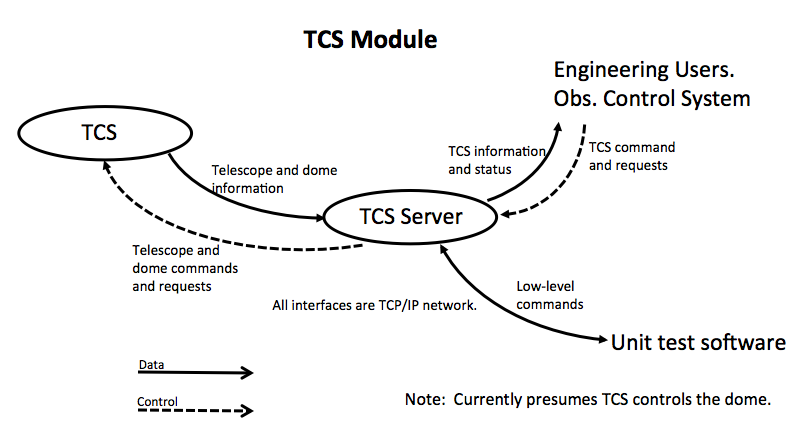 TCS Module
Engineering Users.
Obs. Control System
TCS
TCS information
and status
TCS command
and requests
Telescope and dome
information
TCS Server
Telescope and
dome commands
and requests
All interfaces are TCP/IP network.
Low-level
commands
Unit test software
Data
Control
Note:  Currently presumes TCS controls the dome.